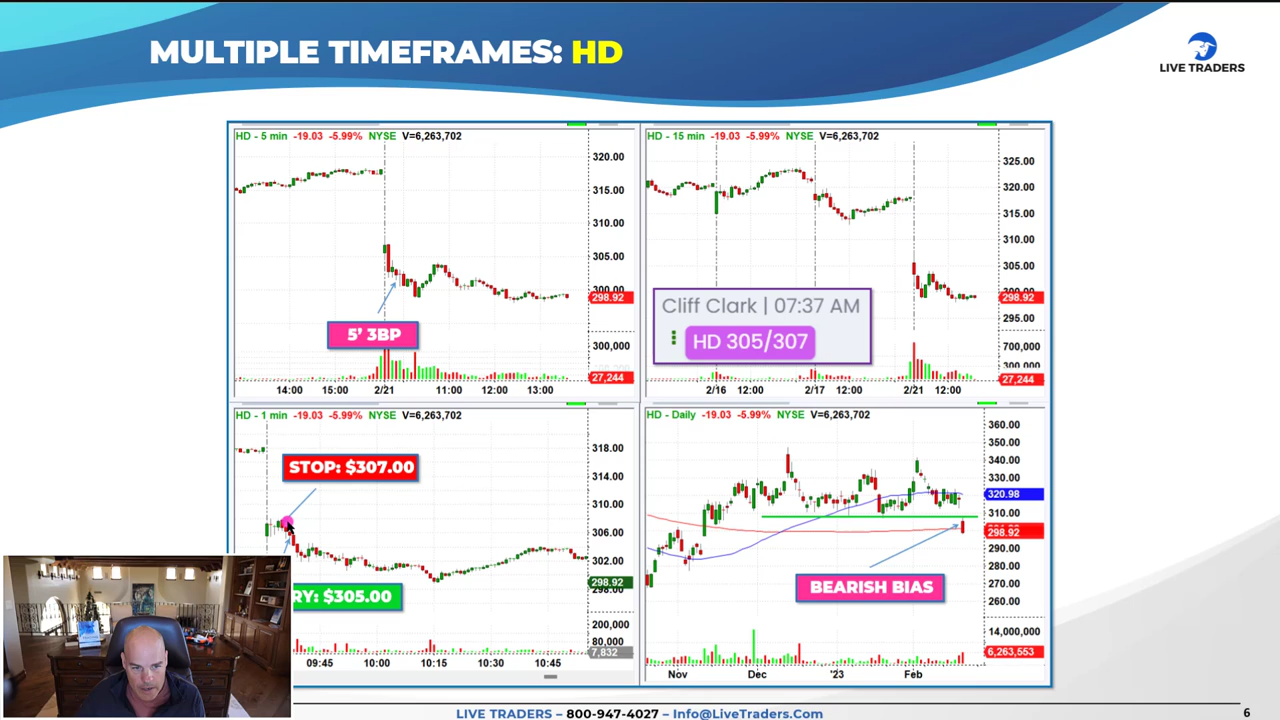 MULTIPLE TIMEFRAMES: HD
LIVE TRADERS
HD - 5 min -19.03 -5.99% NYSE V=6,263,702
320.00
315.00
310.00
305.00
300.00
298.92
5' 3BP
300,000
27,244
14:00 15:00 2/21 11:00 12:00 13:00
HD - 15 min -19.03 -5.99% NYSE V=6,263,702
325.00
320.00
315.00
310.00
305.00
298.92
295.00
Cliff Clark | 07:37 AM
HD 305/307
700,000
300,000
27,244
2/16 12:00 2/17 12:00 2/21 12:00
HD - 1 min -19.03 -5.99% NYSE V=6,263,702
318.00
STOP: $307.00
314.00
310.00
306.00
302.00
298.92
298.00
RY: $305.00
200,000
80,000
7,832
09:45 10:00 10:15 10:30 10:45
HD - Daily -19.03 -5.99% NYSE V=6,263,702
360.00
350.00
340.00
330.00
320.98
310.00
298.92
290.00
280.00
270.00
260.00
BEARISH BIAS
14,000,000
6,263,553
Nov Dec '23 Feb
LIVE TRADERS – 800-947-4027 – Info@LiveTraders.Com
6